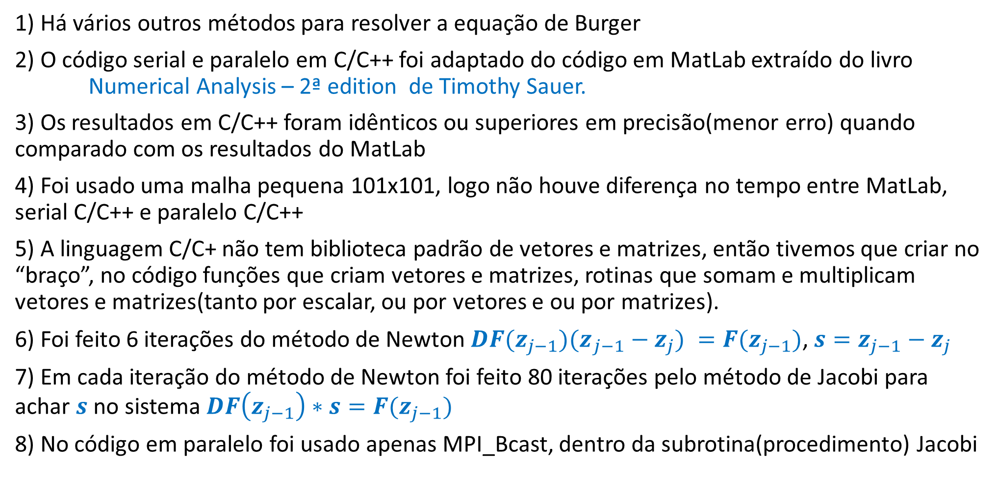 1) Há vários outros métodos para resolver a equação de Burger
2) O código serial e paralelo em C/C++ foi adaptado do código em MatLab extraído do livro
Numerical Analysis – 2ª edition de Timothy Sauer.
3) Os resultados em C/C++ foram idênticos ou superiores em precisão(menor erro) quando
comparado com os resultados do MatLab
4) Foi usado uma malha pequena 101x101, logo não houve diferença no tempo entre MatLab,
serial C/C++ e paralelo C/C++
5) A linguagem C/C+ não tem biblioteca padrão de vetores e matrizes, então tivemos que criar no
“braço”, no código funções que criam vetores e matrizes, rotinas que somam e multiplicam
vetores e matrizes(tanto por escalar, ou por vetores e ou por matrizes).
6) Foi feito 6 iterações do método de Newton DF(z_{j−1})(z_{j−1} − z_j) = F(z_{j−1}), s = z_{j−1} − z_j
7) Em cada iteração do método de Newton foi feito 80 iterações pelo método de Jacobi para
achar s no sistema DF(z_{j−1}) * s = F(z_{j−1})
8) No código em paralelo foi usado apenas MPI_Bcast, dentro da subrotina(procedimento) Jacobi